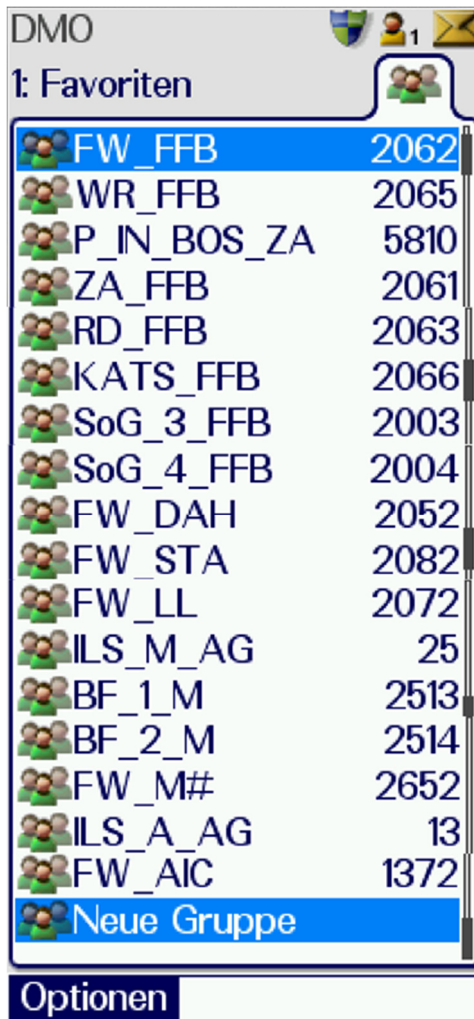 DMO
1
1: Favoriten
FW_FFB 2062
WR_FFB 2065
P_IN_BOS_ZA 5810
ZA_FFB 2061
RD_FFB 2063
KATS_FFB 2066
SoG_3_FFB 2003
SoG_4_FFB 2004
FW_DAH 2052
FW_STA 2082
FW_LL 2072
ILS_M_AG 25
BF_1_M 2513
BF_2_M 2514
FW_M# 2652
ILS_A_AG 13
FW_AIC 1372
Neue Gruppe
Optionen